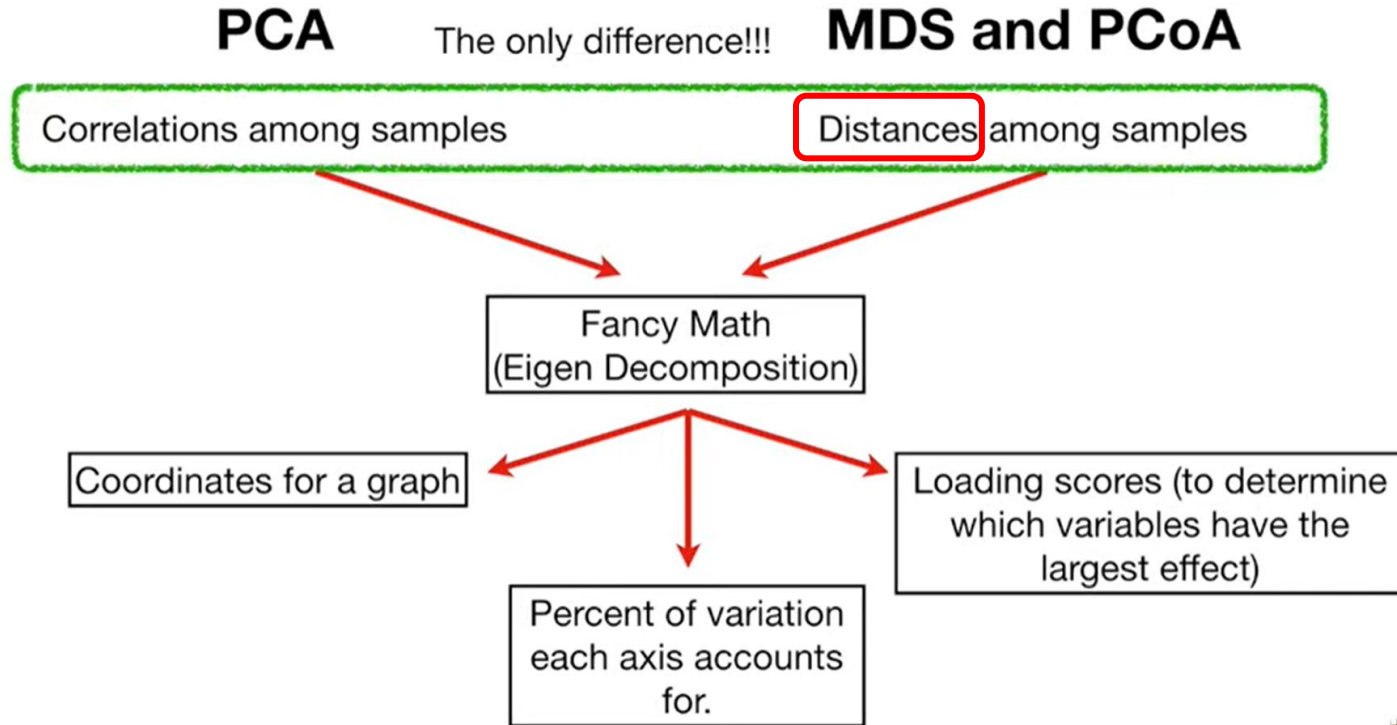 PCA
The only difference!!!
MDS and PCoA
Correlations among samples
Distances among samples
Fancy Math
(Eigen Decomposition)
Coordinates for a graph
Loading scores (to determine
which variables have the
largest effect)
Percent of variation
each axis accounts
for.